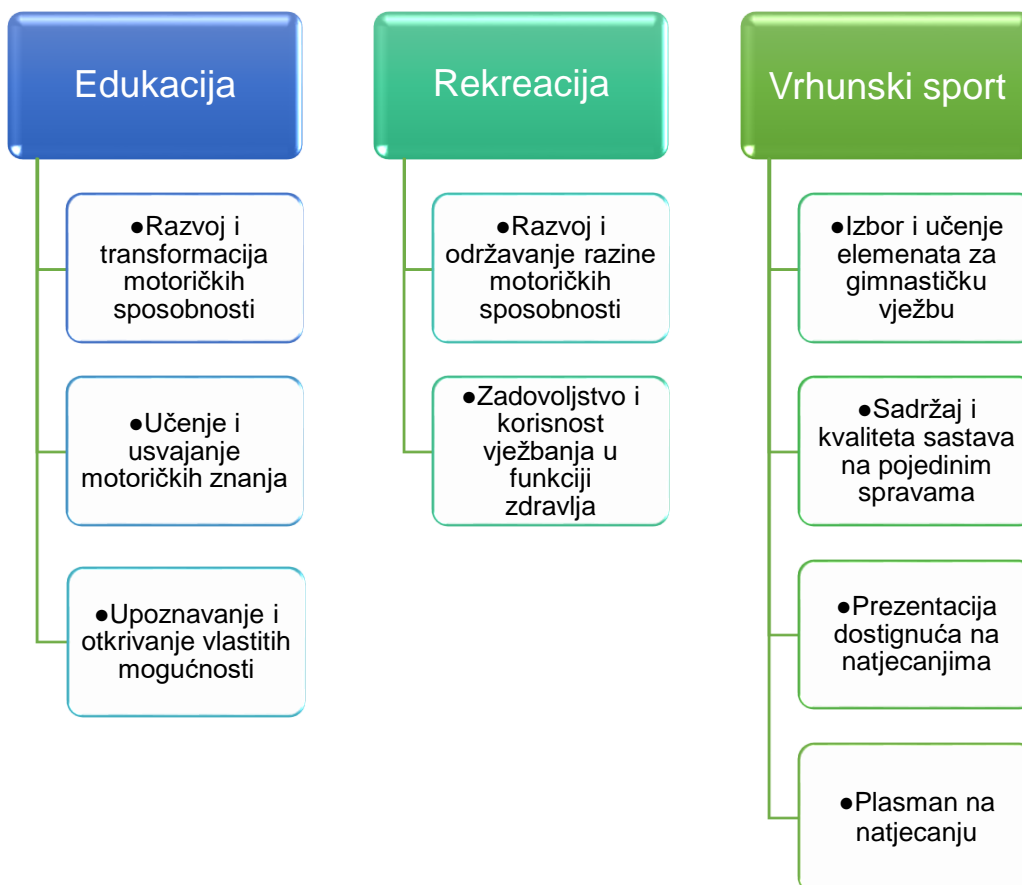 Edukacija
●Razvoj i
transformacija
motoričkih
sposobnosti
●Učenje i
usvajanje
motoričkih znanja
●Upoznavanje i
otkrivanje vlastitih
mogućnosti
Rekreacija
●Razvoj i
održavanje razine
motoričkih
sposobnosti
●Zadovoljstvo i
korisnost
vježbanja u
funkciji
zdravlja
Vrhunski sport
●Izbor i učenje
elemenata za
gimnastičku
vježbu
●Sadržaj i
kvaliteta sastava
na pojedinim
spravama
●Prezentacija
dostignuća na
natjecanjima
●Plasman na
natjecanju